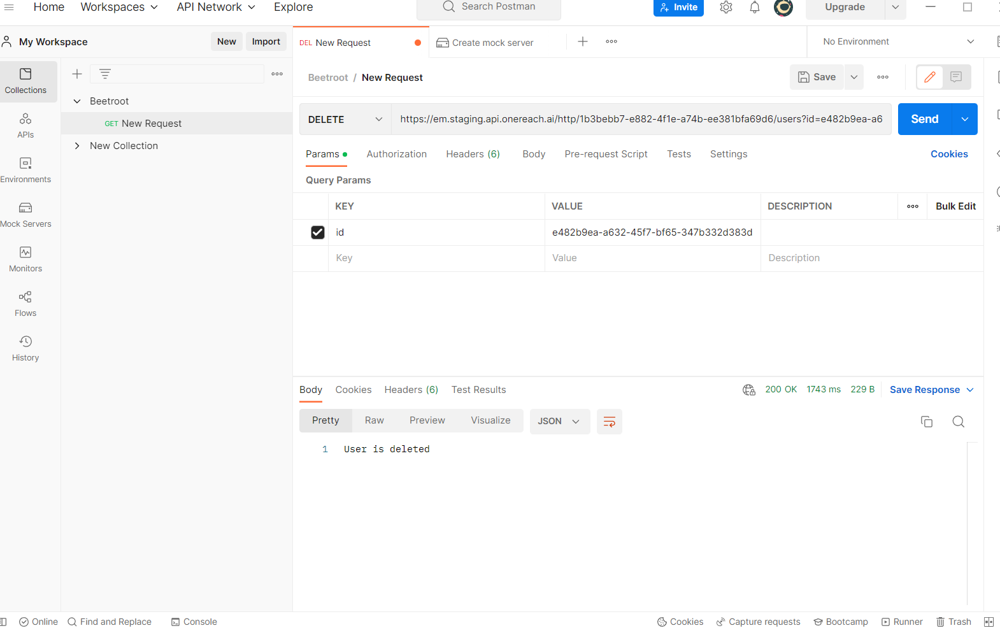 Home Workspaces API Network Explore Search Postman Invite Upgrade
My Workspace New Import DEL New Request Create mock server No Environment
Collections
APIs
Environments
Mock Servers
Monitors
Flows
History
Beetroot
GET New Request
New Collection
Beetroot / New Request Save
DELETE https://em.staging.api.onereach.ai/http/1b3bebb7-e882-4f1e-a74b-ee381bfa69d6/users?id=e482b9ea-a6 Send
Params Authorization Headers (6) Body Pre-request Script Tests Settings Cookies
Query Params
KEY VALUE DESCRIPTION Bulk Edit
id e482b9ea-a632-45f7-bf65-347b332d383d
Key Value Description
Body Cookies Headers (6) Test Results 200 OK 1743 ms 229 B Save Response
Pretty Raw Preview Visualize JSON
1 User is deleted
Online Find and Replace Console Cookies Capture requests Bootcamp Runner Trash